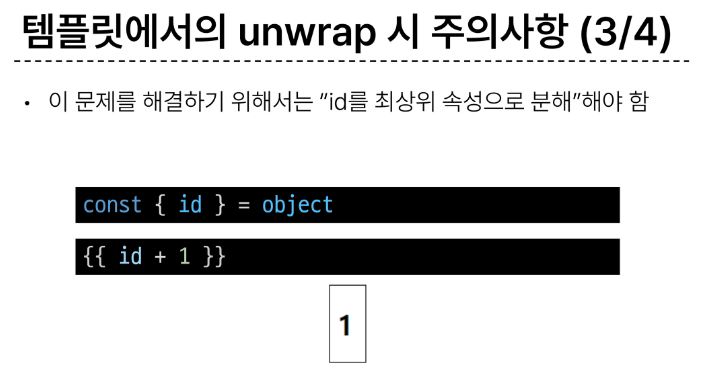 템플릿에서의 unwrap 시 주의사항 (3/4)
• 이 문제를 해결하기 위해서는 “id를 최상위 속성으로 분해”해야 함
const { id } = object
{{ id + 1 }}
1